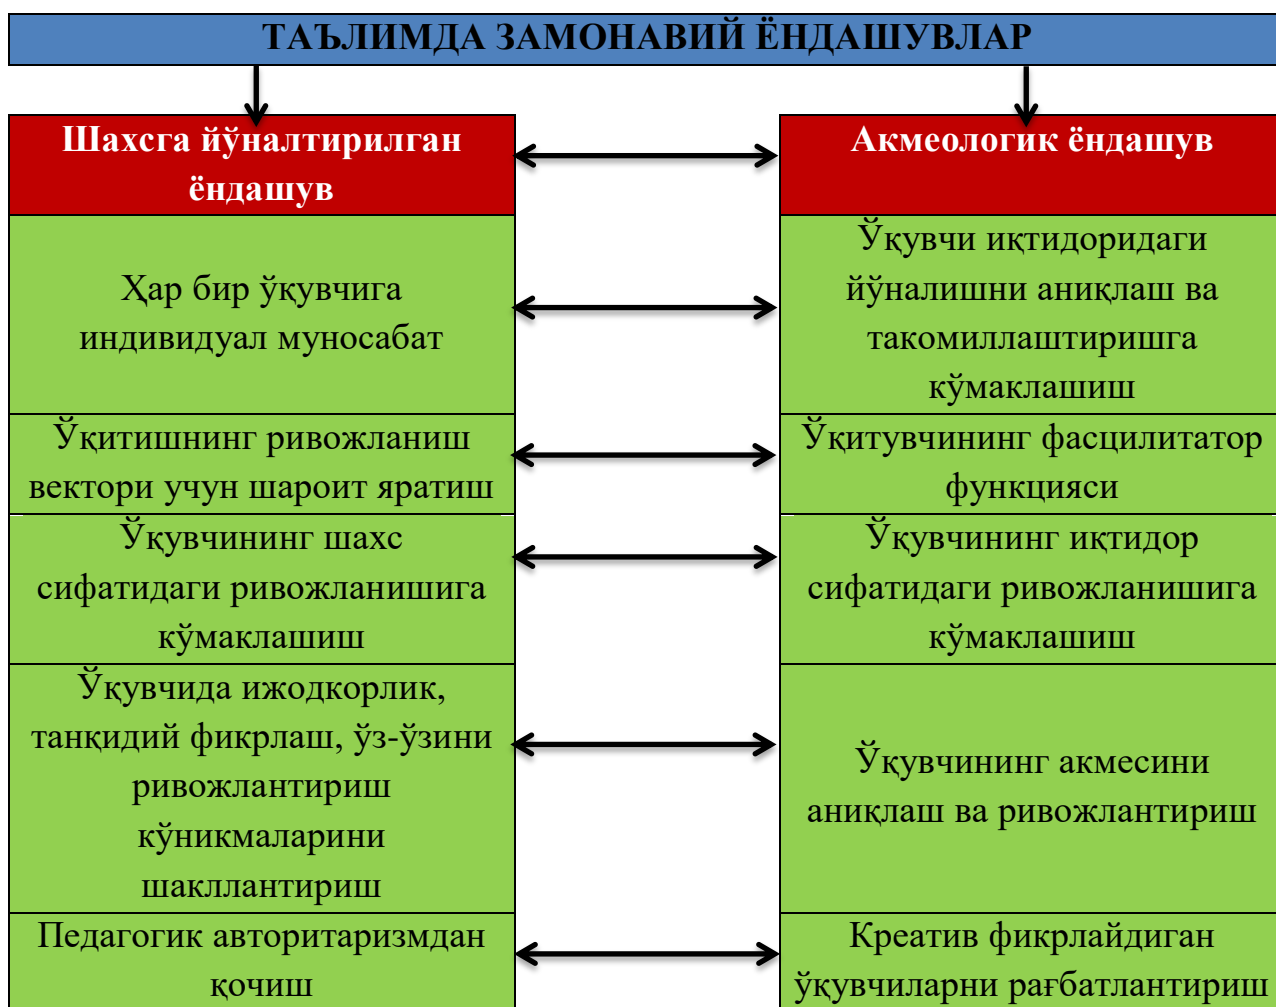 ТАЪЛИМДА ЗАМОНАВИЙ ЁНДАШУВЛАР
Шахсга йўналтирилган
ёндашув
Акмеологик ёндашув
Ҳар бир ўқувчига
индивидуал муносабат
Ўқувчи иқтидоридаги
йўналишни аниқлаш ва
такомиллаштиришга
кўмаклашиш
Ўқитишнинг ривожланиш
вектори учун шароит яратиш
Ўқитувчининг фасцилитатор
функцияси
Ўқувчининг шахс
сифатидаги ривожланишига
кўмаклашиш
Ўқувчининг иқтидор
сифатидаги ривожланишига
кўмаклашиш
Ўқувчида ижодкорлик,
танқидий фикрлаш, ўз-ўзини
ривожлантириш
кўникмаларини
шакллантириш
Ўқувчининг акмесини
аниқлаш ва ривожлантириш
Педагогик авторитаризмдан
қочиш
Креатив фикрлайдиган
ўқувчиларни рағбатлантириш